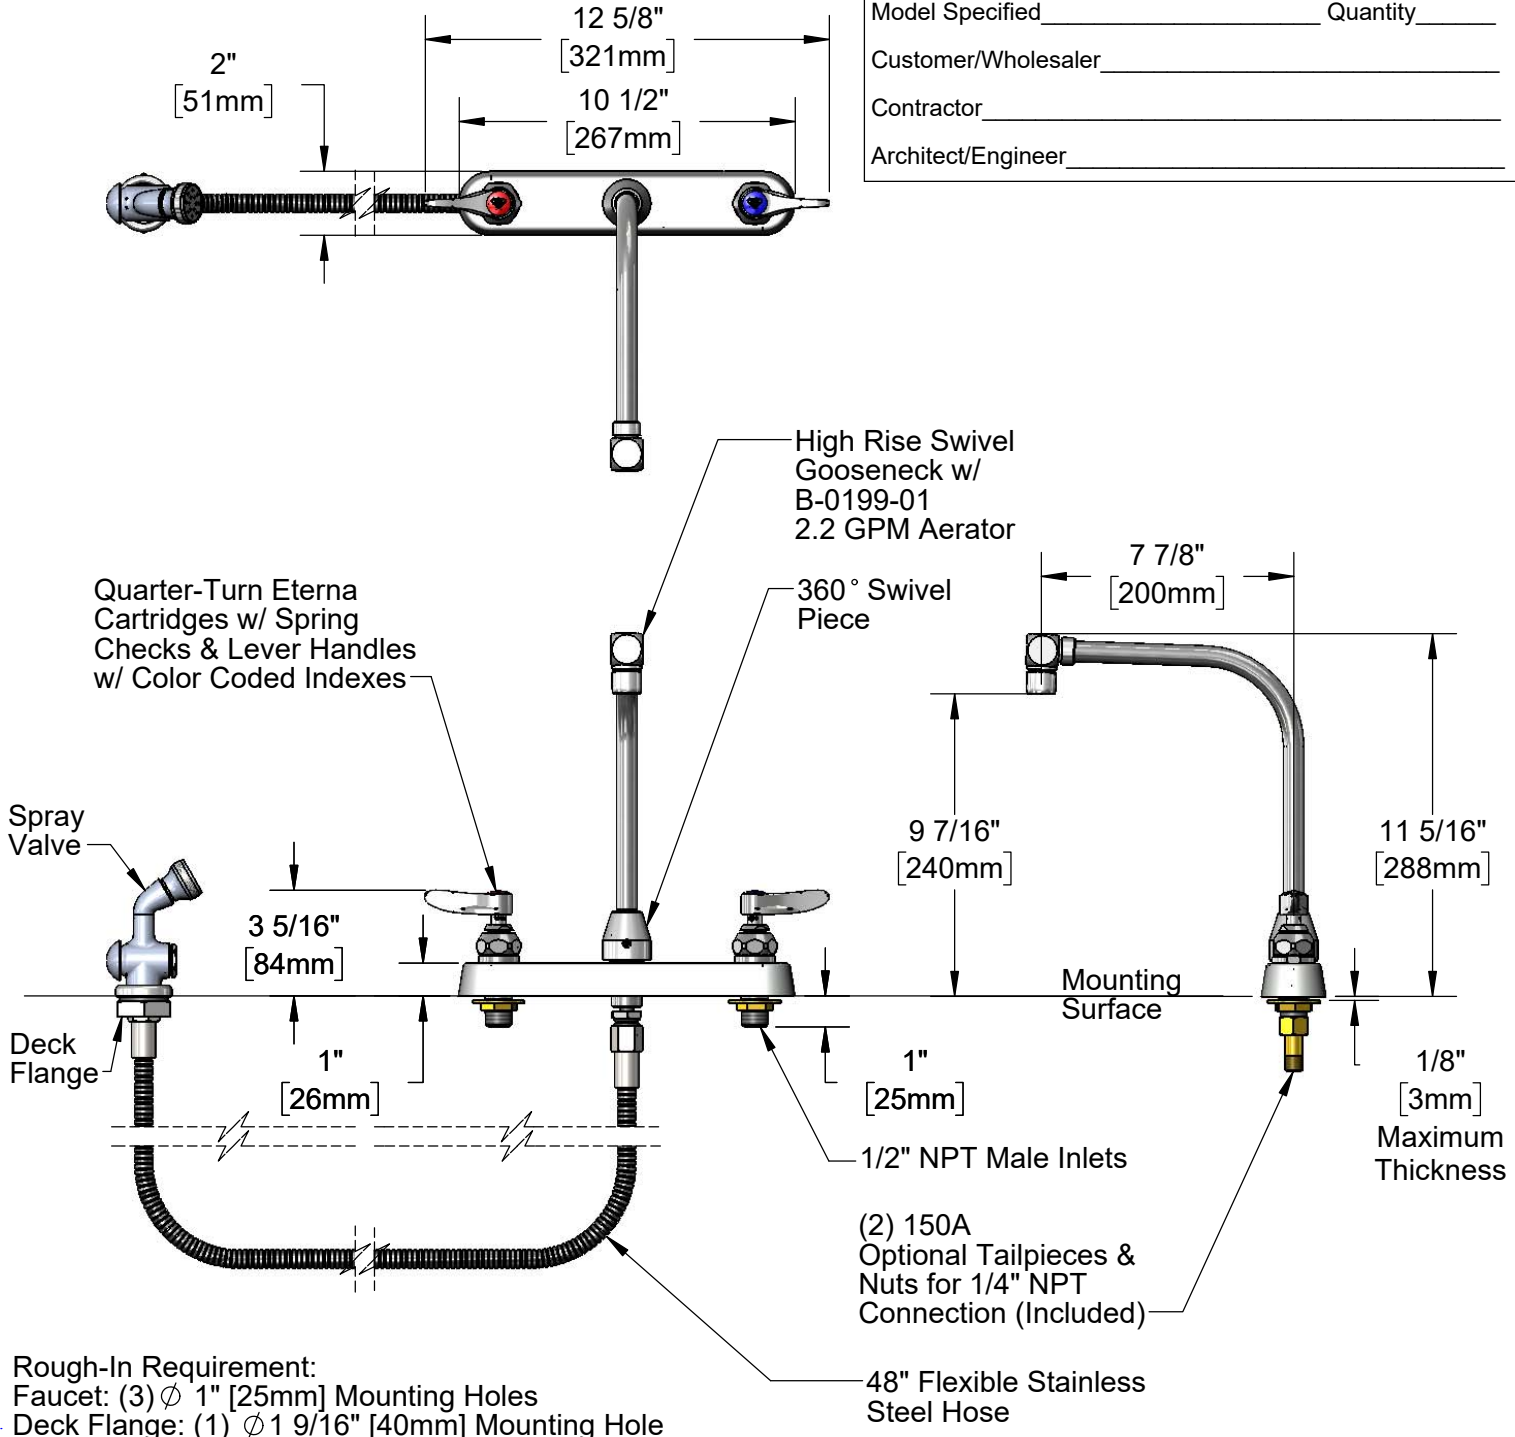 Model Specified Quantity
Customer/Wholesaler
Contractor
Architect/Engineer
12 5/8"
[321mm]
2"
[51mm]
10 1/2"
[267mm]
High Rise Swivel
Gooseneck w/
B-0199-01
2.2 GPM Aerator
7 7/8"
[200mm]
Quarter-Turn Eterna
Cartridges w/ Spring
Checks & Lever Handles
w/ Color Coded Indexes
360° Swivel
Piece
Spray
Valve
9 7/16"
[240mm]
11 5/16"
[288mm]
3 5/16"
[84mm]
Mounting
Surface
Deck
Flange
1"
[26mm]
1"
[25mm]
1/8"
[3mm]
Maximum
Thickness
1/2" NPT Male Inlets
(2) 150A
Optional Tailpieces &
Nuts for 1/4" NPT
Connection (Included)
48" Flexible Stainless
Steel Hose
Rough-In Requirement:
Faucet: (3) ∅ 1" [25mm] Mounting Holes
Deck Flange: (1) ∅1 9/16" [40mm] Mounting Hole